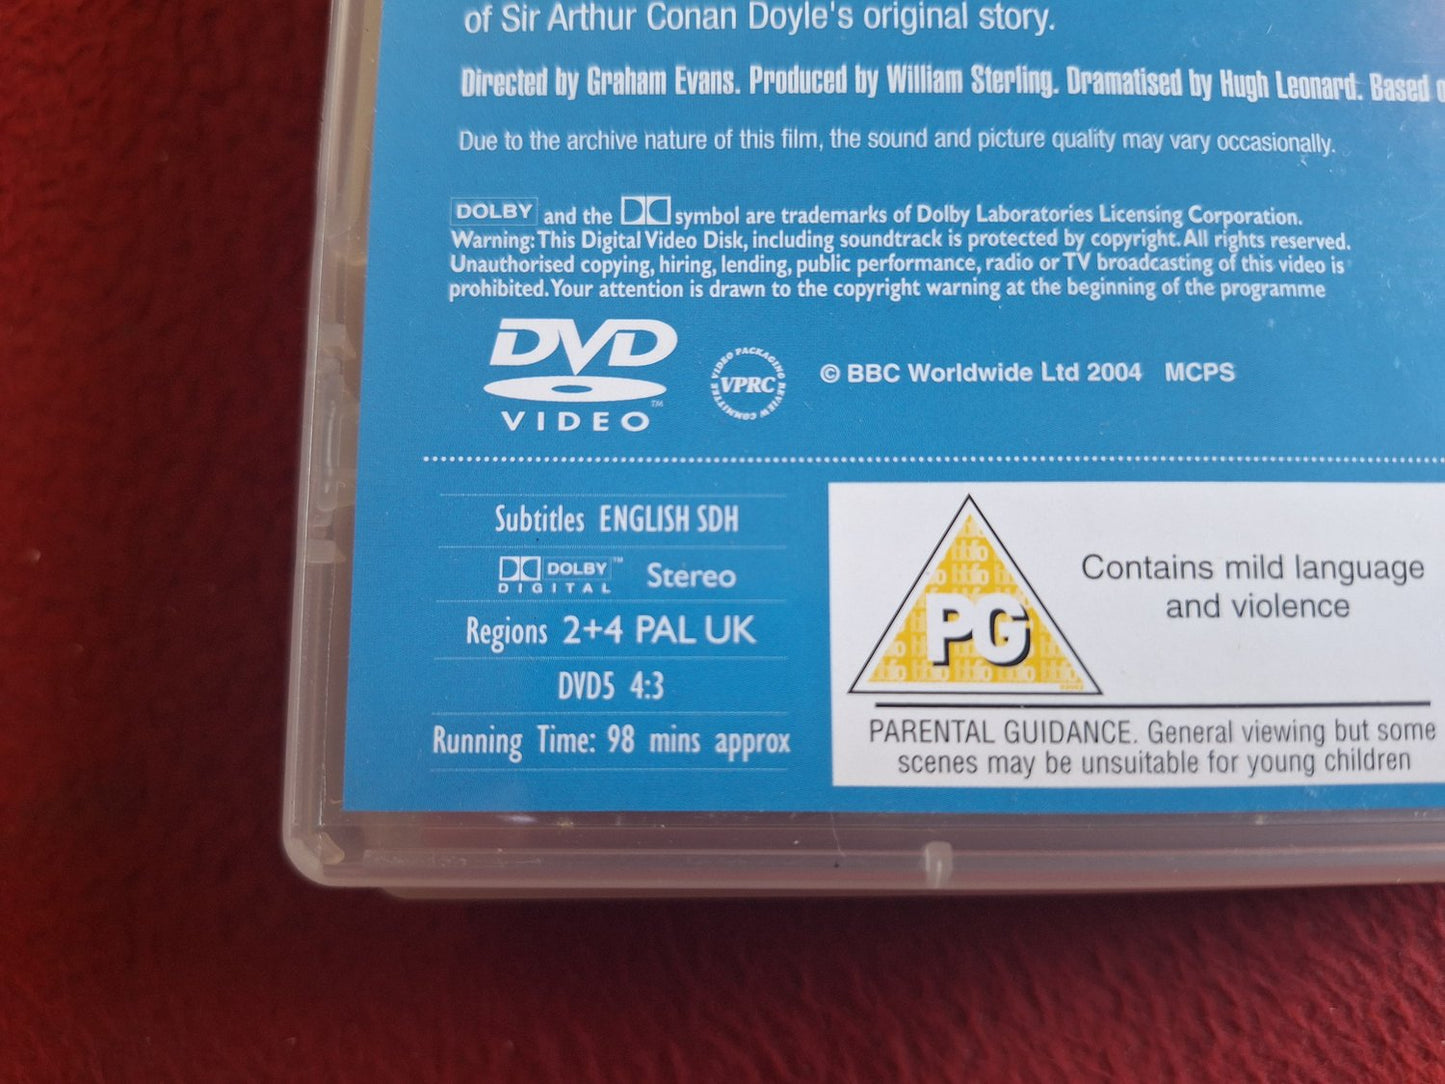 of Sir Arthur Conan Doyle's original story.
Directed by Graham Evans. Produced by William Sterling. Dramatised by Hugh Leonard. Based
Due to the archive nature of this film, the sound and picture quality may vary occasionally.
DOLBY and the symbol are trademarks of Dolby Laboratories Licensing Corporation.
Warning: This Digital Video Disk, including soundtrack is protected by copyright. All rights reserved.
Unauthorised copying, hiring, lending, public performance, radio or TV broadcasting of this video is
prohibited. Your attention is drawn to the copyright warning at the beginning of the programme
DVD
VIDEO
VIDEO PACKAGING REVIEW COMMITTEE
VPRC
© BBC Worldwide Ltd 2004 MCPS
Subtitles ENGLISH SDH
DOLBY™
DIGITAL
Stereo
Regions 2+4 PAL UK
DVD5 4:3
Running Time: 98 mins approx
bbfc
PG
Contains mild language
and violence
PARENTAL GUIDANCE. General viewing but some
scenes may be unsuitable for young children